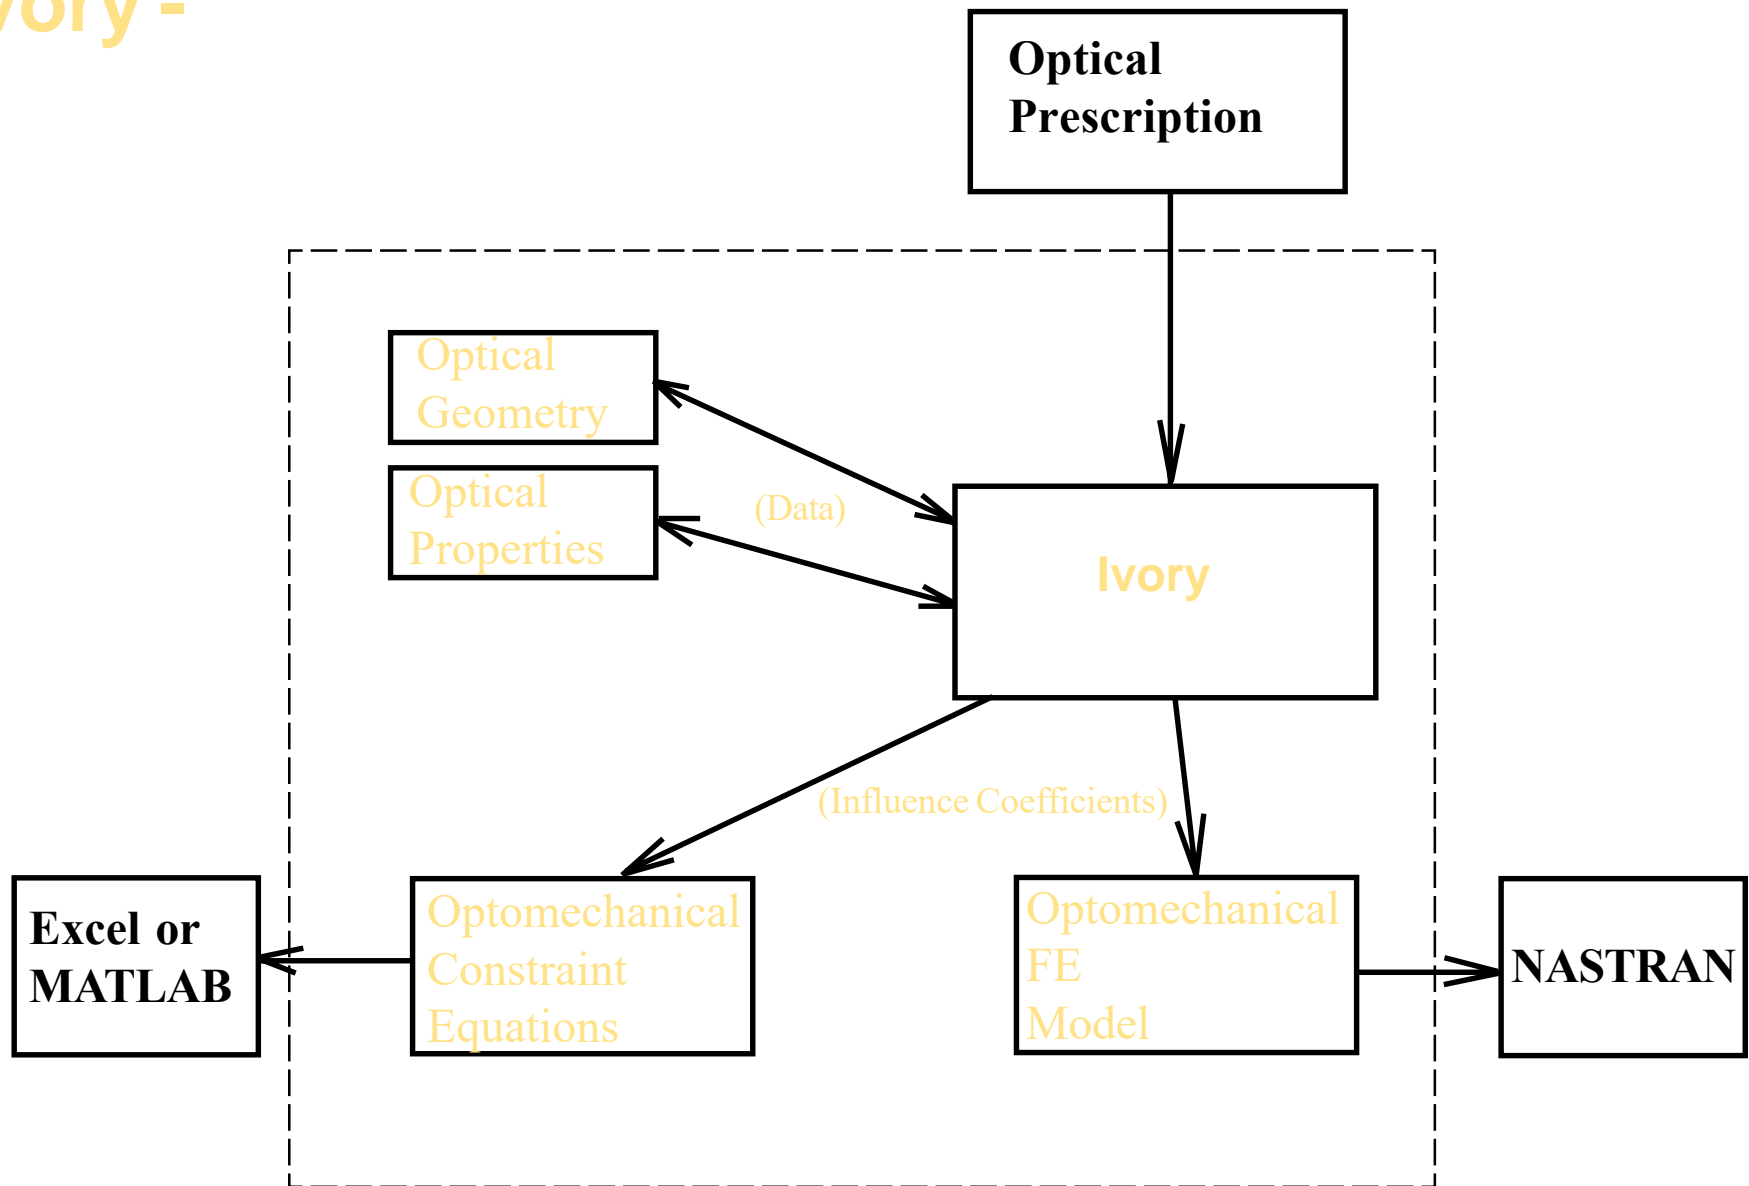 vory -
Optical
Prescription
Optical
Geometry
Optical
Properties
(Data)
Ivory
(Influence Coefficients)
Excel or
MATLAB
Optomechanical
Constraint
Equations
Optomechanical
FE
Model
NASTRAN